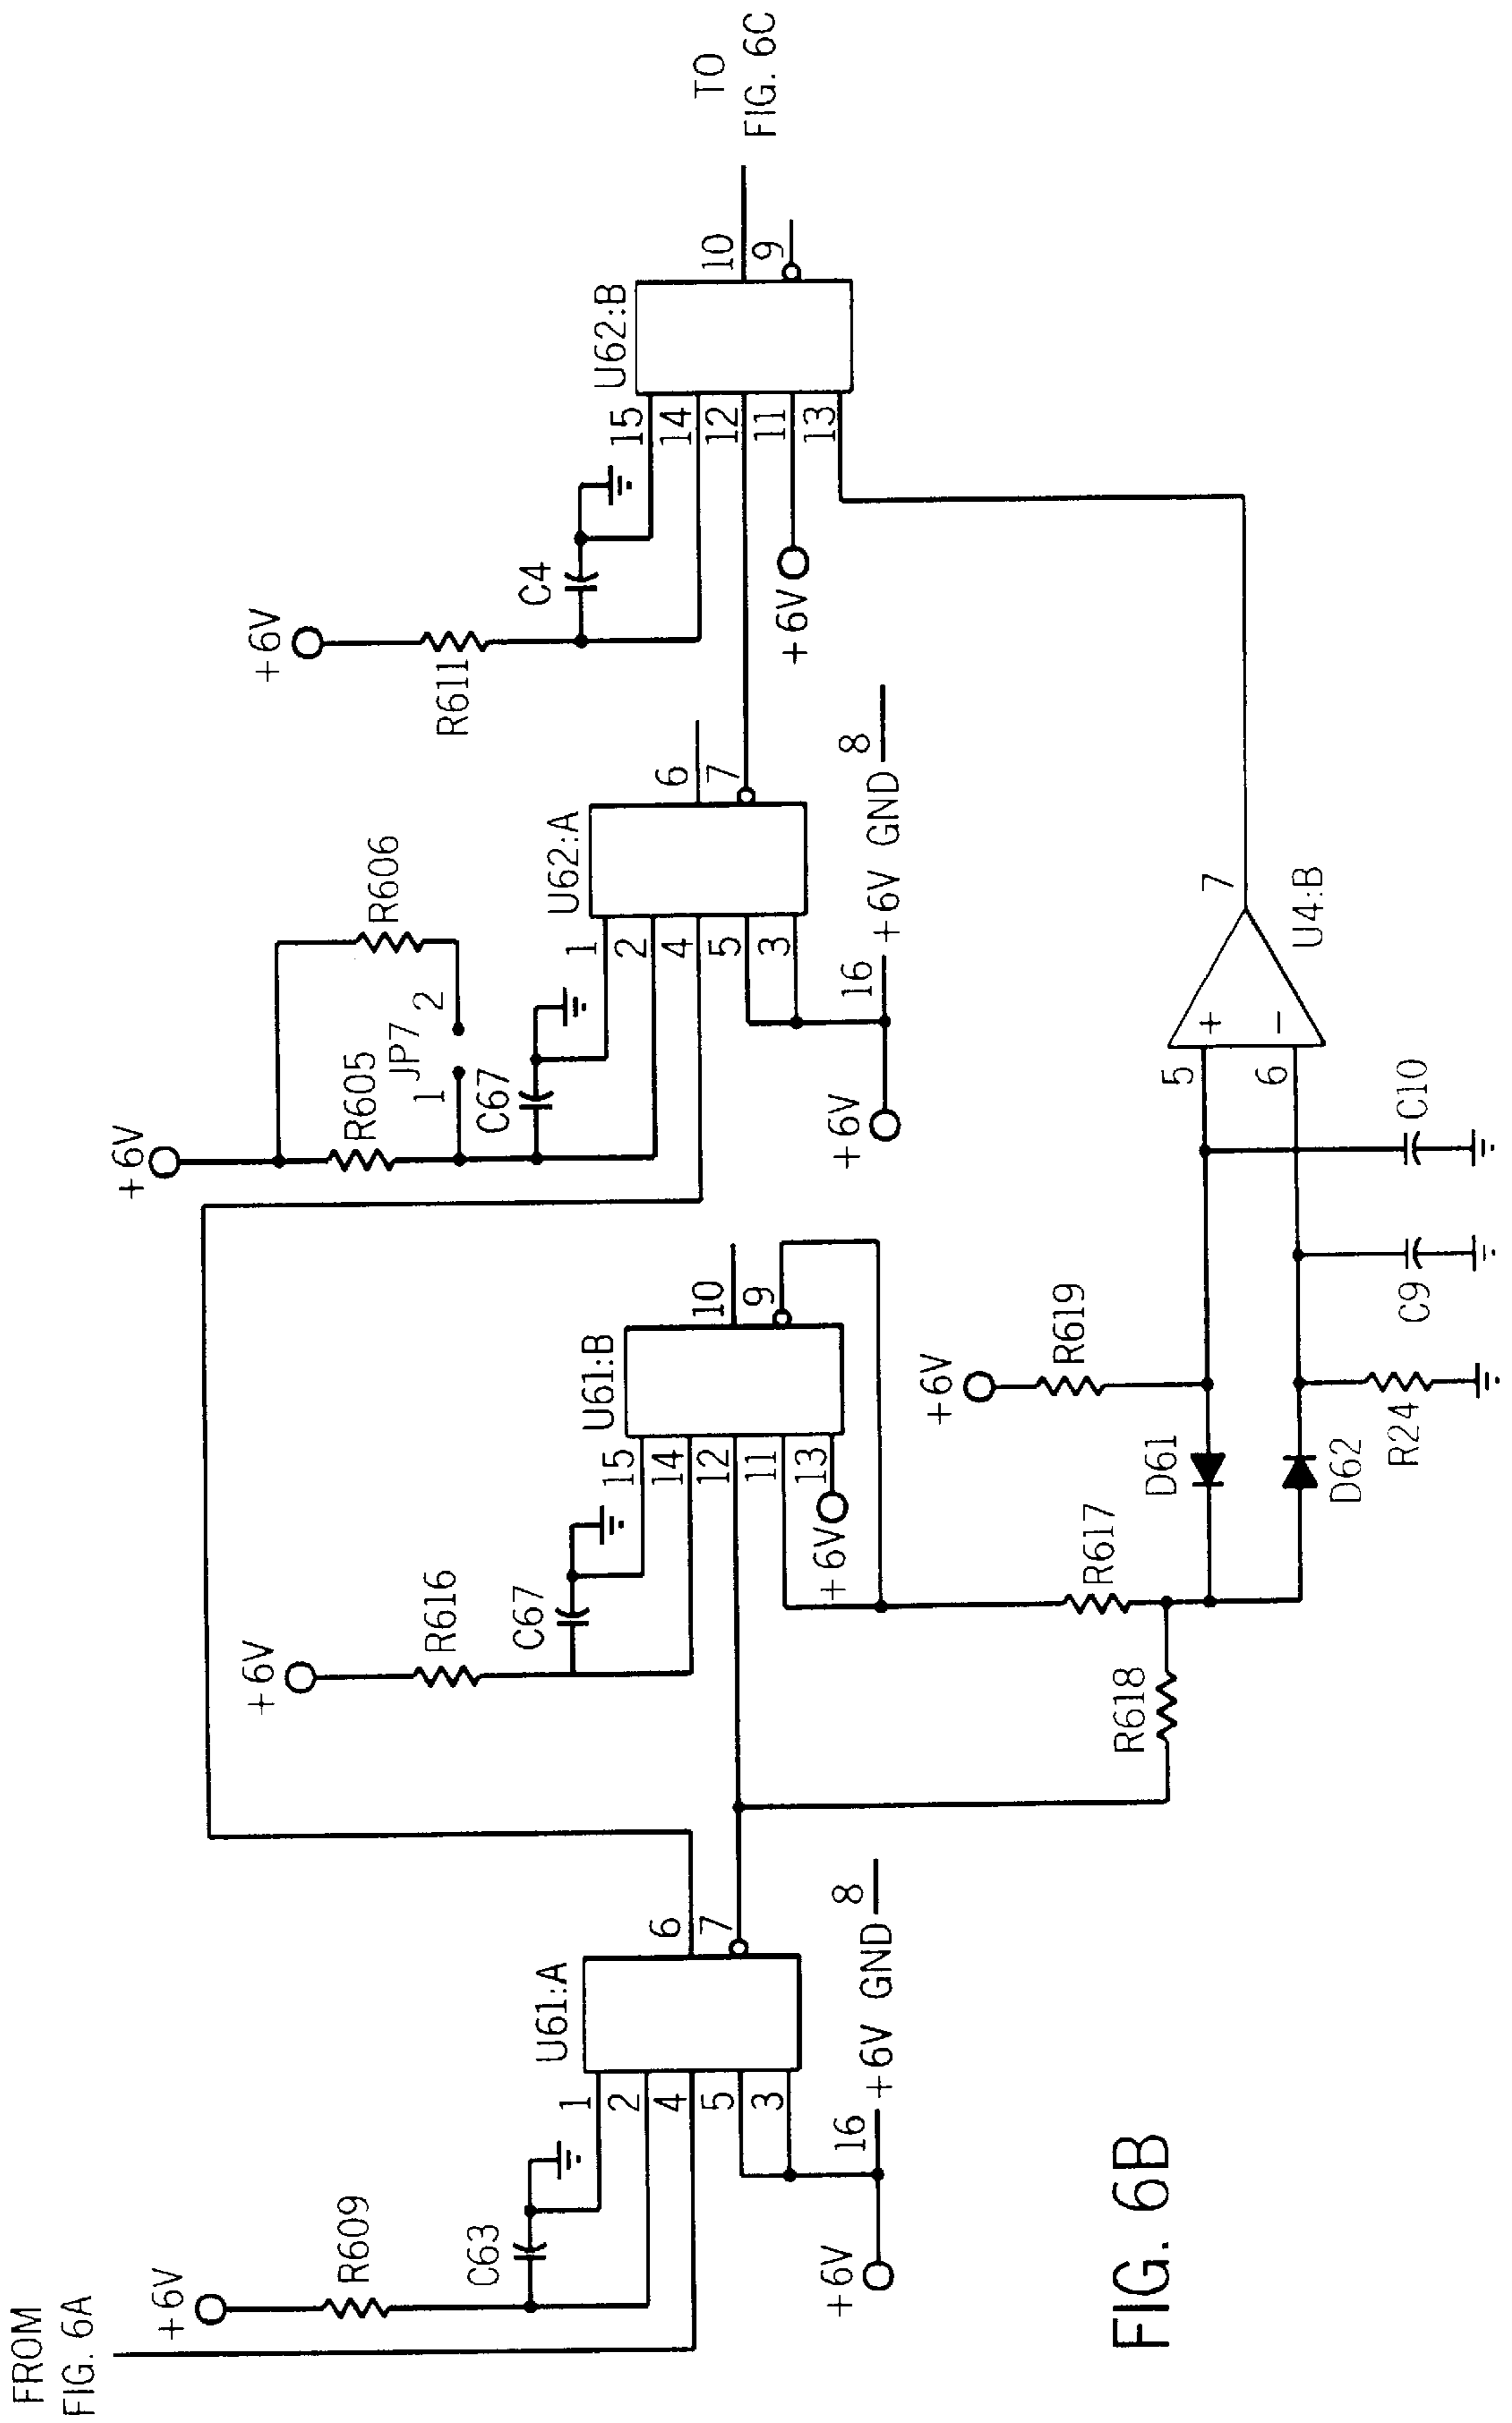 FROM
FIG. 6A
+6V
R609
C63
1
2
4
5
3
U61:A
6
7
16
+6V GND
8
+6V
+6V
R616
C67
15
14
12
11
13
+6V
U61:B
10
9
R618
R617
D61
D62
+6V
R619
R24
C9
C10
5
6
+
−
7
U4:B
+6V
R605
R606
JP7
1
2
C67
1
2
4
5
3
U62:A
6
7
16
+6V GND
8
+6V
+6V
R611
C4
15
14
12
11
13
+6V
U62:B
10
9
TO
FIG. 6C
FIG. 6B